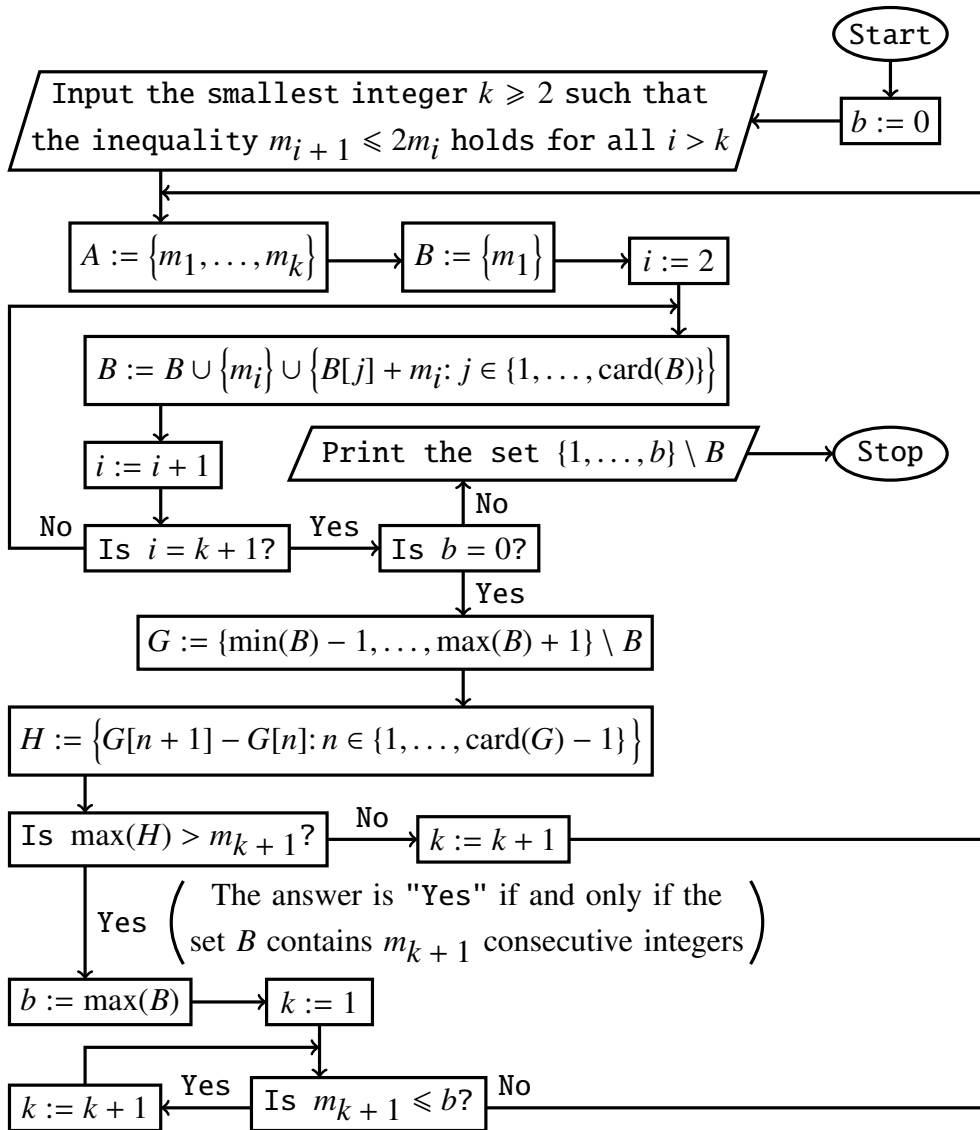 Start
b := 0
Input the smallest integer k ⩾ 2 such that
the inequality m_{i+1} ⩽ 2m_i holds for all i > k
A := {m_1, . . . , m_k}
B := {m_1}
i := 2
B := B ∪ {m_i} ∪ {B[j] + m_i : j ∈ {1, . . . , card(B)}}
i := i + 1
Print the set {1, . . . , b} \ B
Stop
No
Is i = k + 1?
Yes
Is b = 0?
No
Yes
G := {min(B) − 1, . . . , max(B) + 1} \ B
H := {G[n + 1] − G[n] : n ∈ {1, . . . , card(G) − 1}}
Is max(H) > m_{k+1}?
No
k := k + 1
Yes
The answer is "Yes" if and only if the
set B contains m_{k+1} consecutive integers
b := max(B)
k := 1
k := k + 1
Yes
Is m_{k+1} ⩽ b?
No